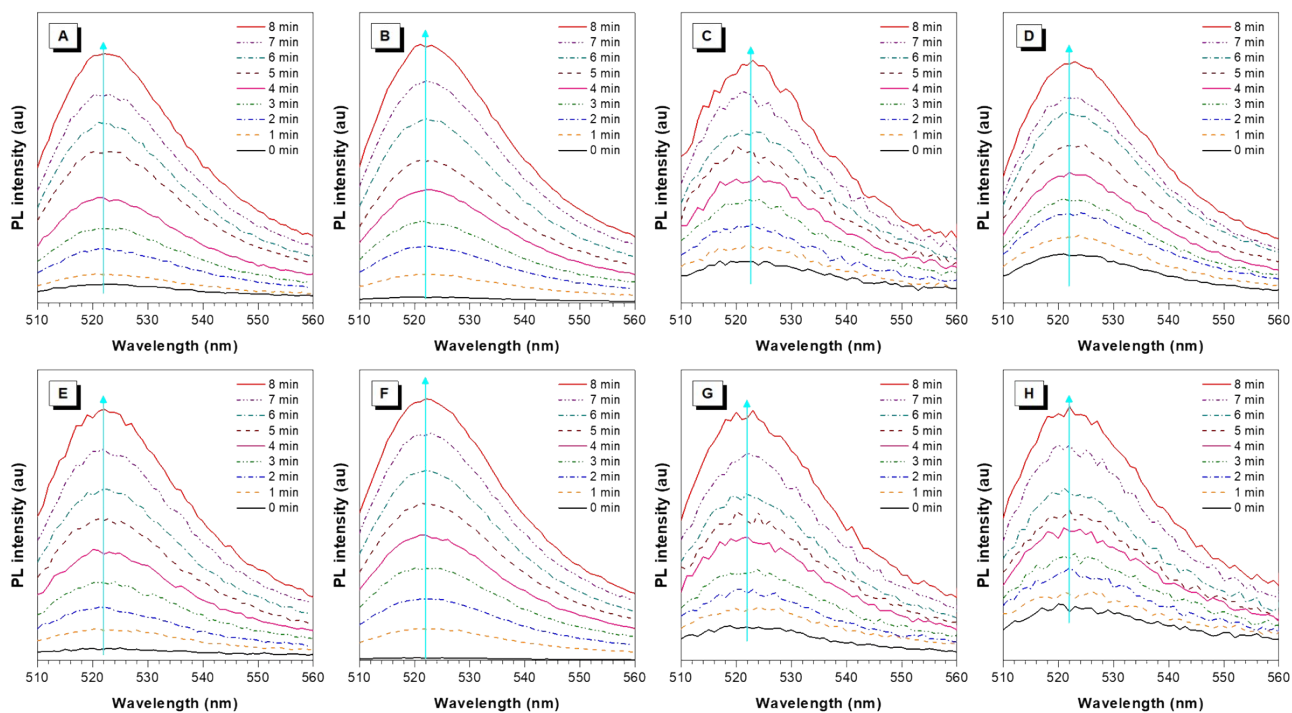 A
8 min
7 min
6 min
5 min
4 min
3 min
2 min
1 min
0 min
PL intensity (au)
510 520 530 540 550 560
Wavelength (nm)
B
8 min
7 min
6 min
5 min
4 min
3 min
2 min
1 min
0 min
PL intensity (au)
510 520 530 540 550 560
Wavelength (nm)
C
8 min
7 min
6 min
5 min
4 min
3 min
2 min
1 min
0 min
PL intensity (au)
510 520 530 540 550 560
Wavelength (nm)
D
8 min
7 min
6 min
5 min
4 min
3 min
2 min
1 min
0 min
PL intensity (au)
510 520 530 540 550 560
Wavelength (nm)
E
8 min
7 min
6 min
5 min
4 min
3 min
2 min
1 min
0 min
PL intensity (au)
510 520 530 540 550 560
Wavelength (nm)
F
8 min
7 min
6 min
5 min
4 min
3 min
2 min
1 min
0 min
PL intensity (au)
510 520 530 540 550 560
Wavelength (nm)
G
8 min
7 min
6 min
5 min
4 min
3 min
2 min
1 min
0 min
PL intensity (au)
510 520 530 540 550 560
Wavelength (nm)
H
8 min
7 min
6 min
5 min
4 min
3 min
2 min
1 min
0 min
PL intensity (au)
510 520 530 540 550 560
Wavelength (nm)